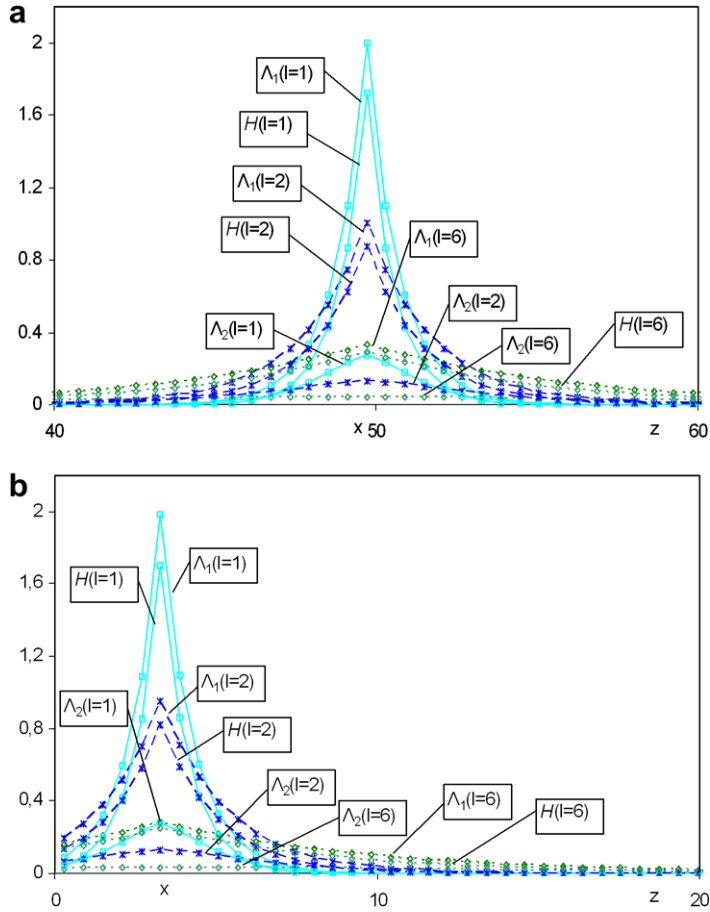 a
2
Λ₁(l=1)
1.6
H(l=1)
1.2
Λ₁(l=2)
H(l=2)
Λ₁(l=6)
0.8
Λ₂(l=2)
Λ₂(l=1)
H(l=6)
0.4
Λ₂(l=6)
0
40
x 50
z 60
b
2
H(l=1)
Λ₁(l=1)
1,6
1,2
Λ₁(l=2)
Λ₂(l=1)
H(l=2)
0,8
Λ₂(l=2)
Λ₁(l=6)
H(l=6)
Λ₂(l=6)
0.4
0
0
x
10
z
20